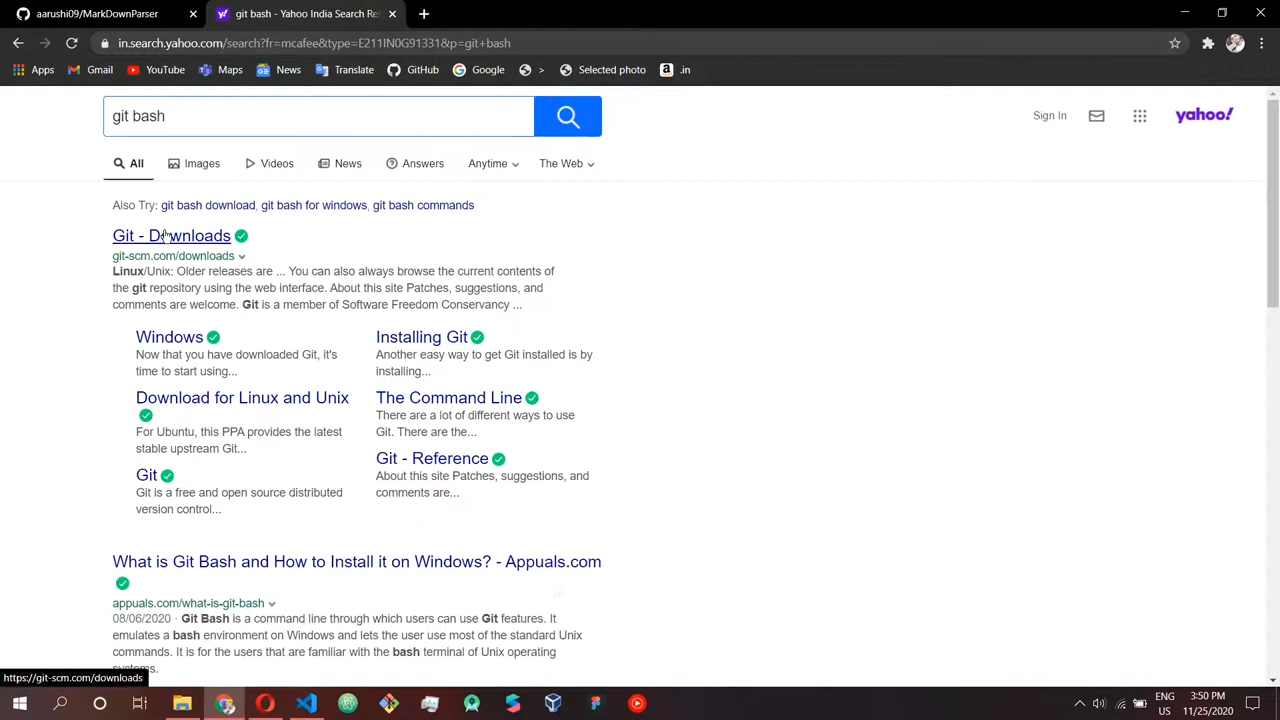 aarushi09/MarkDownParser
git bash - Yahoo India Search Res
in.search.yahoo.com/search?fr=mcafee&type=E211IN0G91331&p=git+bash
Apps Gmail YouTube Maps News Translate GitHub Google > Selected photo .in
git bash
Sign In
yahoo!
All Images Videos News Answers Anytime The Web
Also Try: git bash download, git bash for windows, git bash commands
Git - Downloads
git-scm.com/downloads
Linux/Unix: Older releases are ... You can also always browse the current contents of
the git repository using the web interface. About this site Patches, suggestions, and
comments are welcome. Git is a member of Software Freedom Conservancy ...
Windows
Now that you have downloaded Git, it's
time to start using...
Download for Linux and Unix
For Ubuntu, this PPA provides the latest
stable upstream Git...
Git
Git is a free and open source distributed
version control...
Installing Git
Another easy way to get Git installed is by
installing...
The Command Line
There are a lot of different ways to use
Git. There are the...
Git - Reference
About this site Patches, suggestions, and
comments are...
What is Git Bash and How to Install it on Windows? - Appuals.com
appuals.com/what-is-git-bash
08/06/2020 · Git Bash is a command line through which users can use Git features. It
emulates a bash environment on Windows and lets the user use most of the standard Unix
commands. It is for the users that are familiar with the bash terminal of Unix operating
systems.
https://git-scm.com/downloads
ENG
US
3:50 PM
11/25/2020